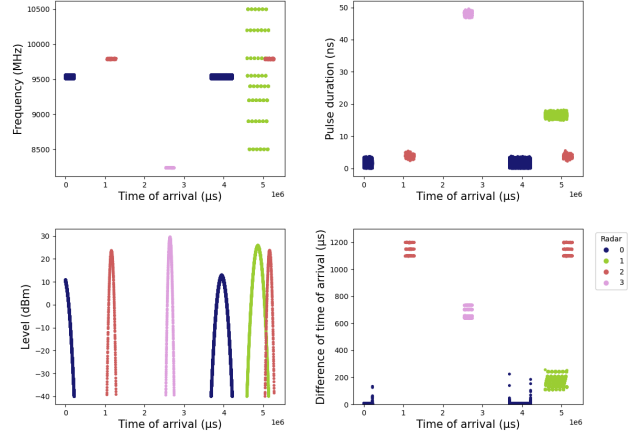 10500
10000
9500
9000
8500
Frequency (MHz)
0 1 2 3 4 5
1e6
Time of arrival (μs)
50
40
30
20
10
0
Pulse duration (ns)
0 1 2 3 4 5
1e6
Time of arrival (μs)
30
20
10
0
−10
−20
−30
−40
Level (dBm)
0 1 2 3 4 5
1e6
Time of arrival (μs)
1200
1000
800
600
400
200
0
Difference of time of arrival (μs)
0 1 2 3 4 5
1e6
Time of arrival (μs)
Radar
0
1
2
3